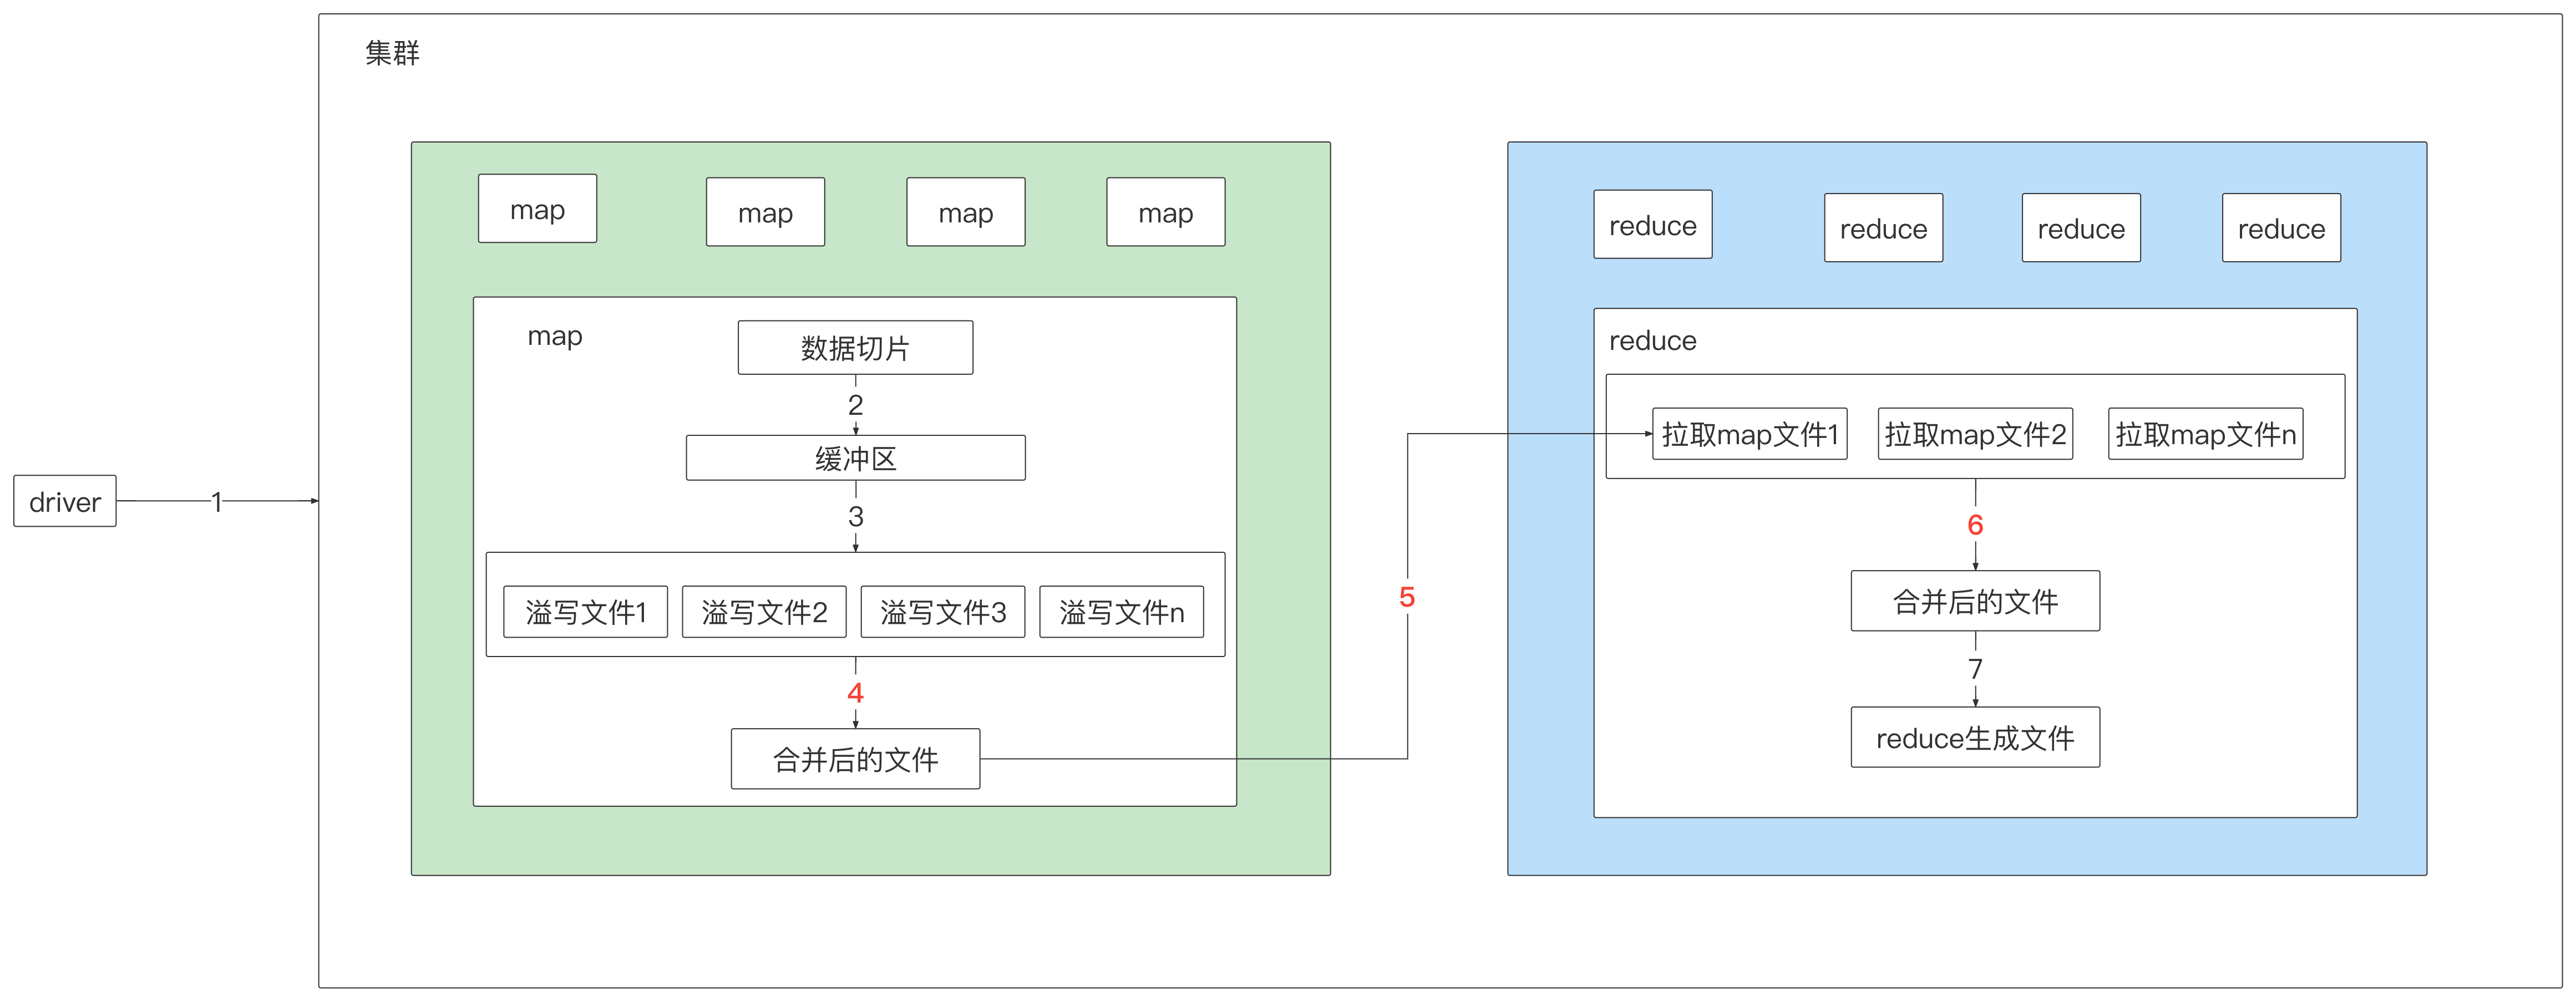 集群
map
map
map
map
reduce
reduce
reduce
reduce
map
数据切片
2
缓冲区
3
溢写文件1
溢写文件2
溢写文件3
溢写文件n
4
合并后的文件
driver
1
5
reduce
拉取map文件1
拉取map文件2
拉取map文件n
6
合并后的文件
7
reduce生成文件